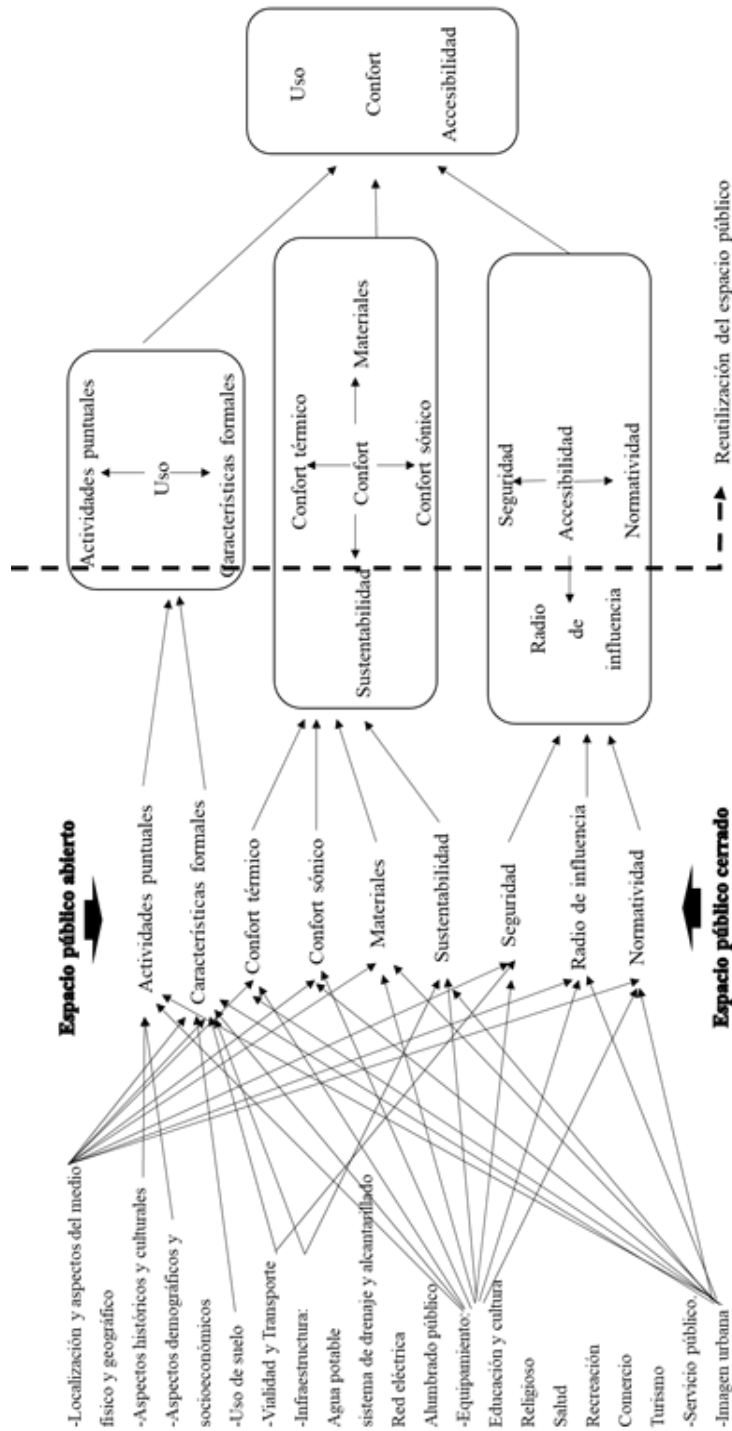 -Localización y aspectos del medio
físico y geográfico
-Aspectos históricos y culturales
-Aspectos demográficos y
socioeconómicos
-Uso de suelo
-Vialidad y Transporte
-Infraestructura:
Agua potable
sistema de drenaje y alcantarillado
Red eléctrica
Alumbrado público
-Equipamiento:
Educación y cultura
Religioso
Salud
Recreación
Comercio
Turismo
-Servicio público.
-Imagen urbana
Espacio público abierto
Actividades puntuales
Características formales
Confort térmico
Confort sónico
Materiales
Sustentabilidad
Seguridad
Radio de influencia
Normatividad
Espacio público cerrado
Actividades puntuales
Uso
Características formales
Confort térmico
Sustentabilidad
Confort
Materiales
Confort sónico
Seguridad
Radio
de
influencia
Accesibilidad
Normatividad
Uso
Confort
Accesibilidad
Reutilización del espacio público